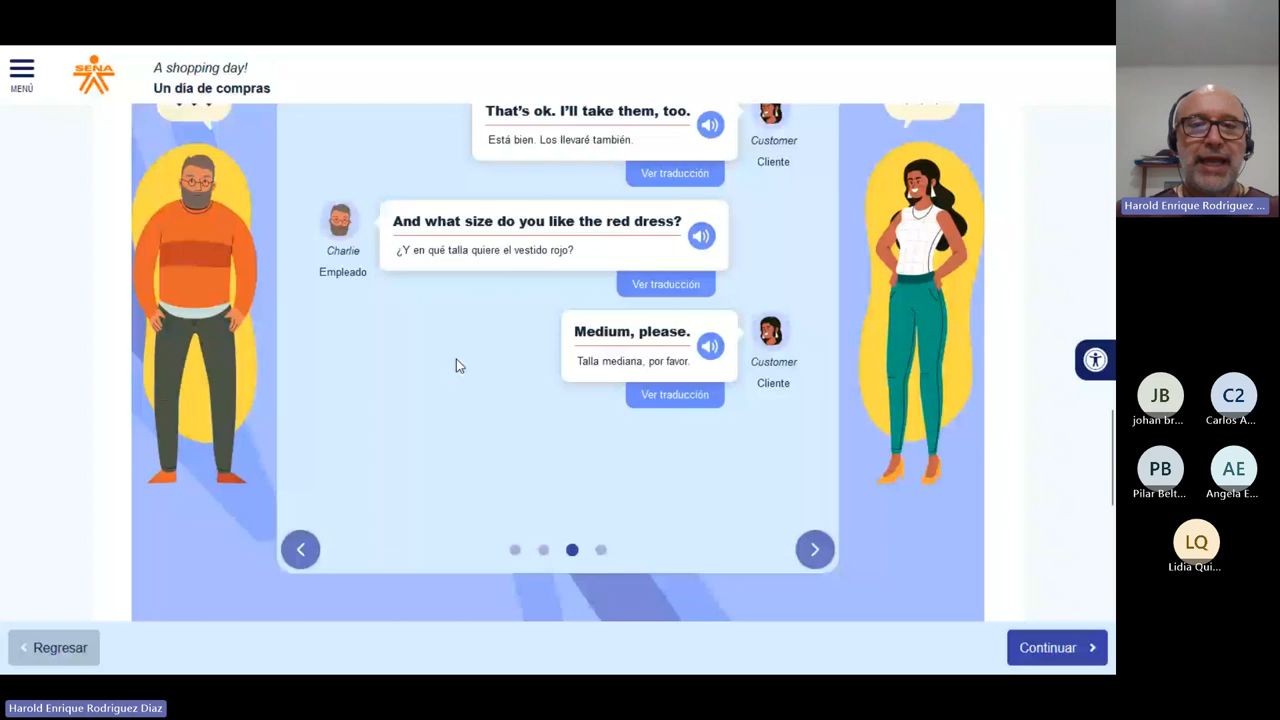 MENÚ
SENA
A shopping day!
Un día de compras
That's ok. I'll take them, too.
Está bien. Los llevaré también.
Ver traducción
Customer
Cliente
And what size do you like the red dress?
¿Y en qué talla quiere el vestido rojo?
Ver traducción
Charlie
Empleado
Medium, please.
Talla mediana, por favor.
Ver traducción
Customer
Cliente
Regresar
Continuar
Harold Enrique Rodriguez Diaz
Harold Enrique Rodriguez ...
JB
johan br...
C2
Carlos A...
PB
Pilar Belt...
AE
Angela E...
LQ
Lidia Qui...